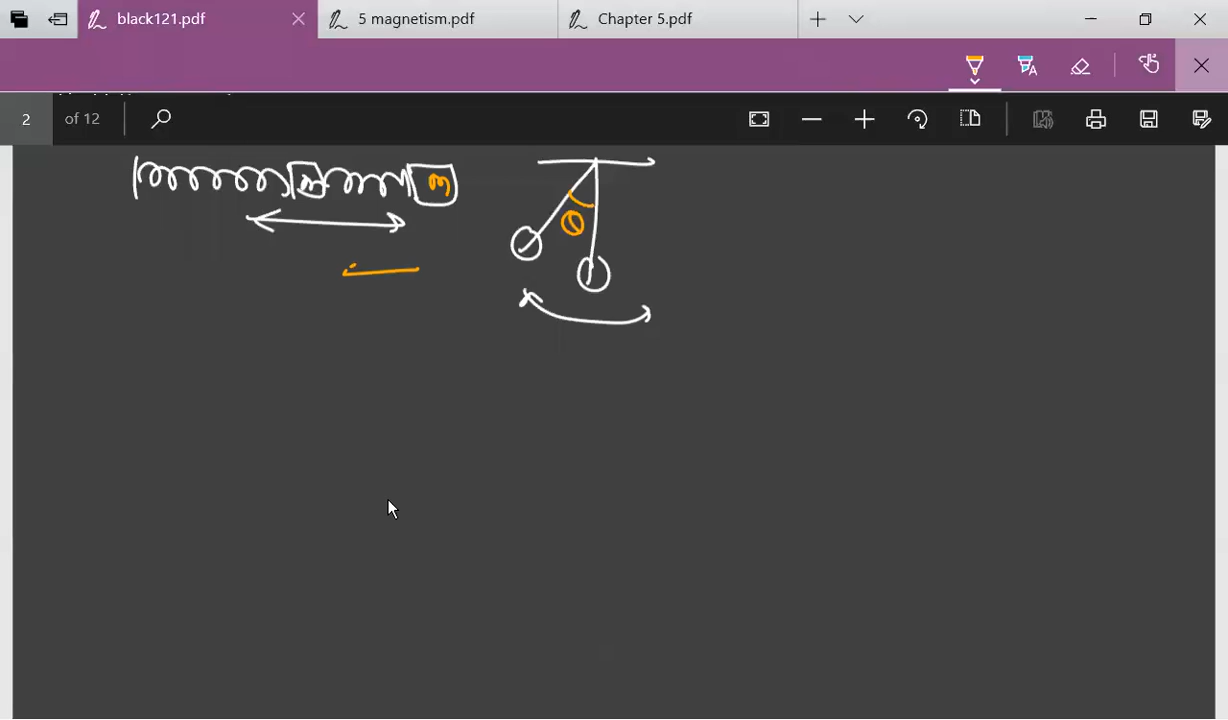 black121.pdf
5 magnetism.pdf
Chapter 5.pdf
2 of 12
m m
θ